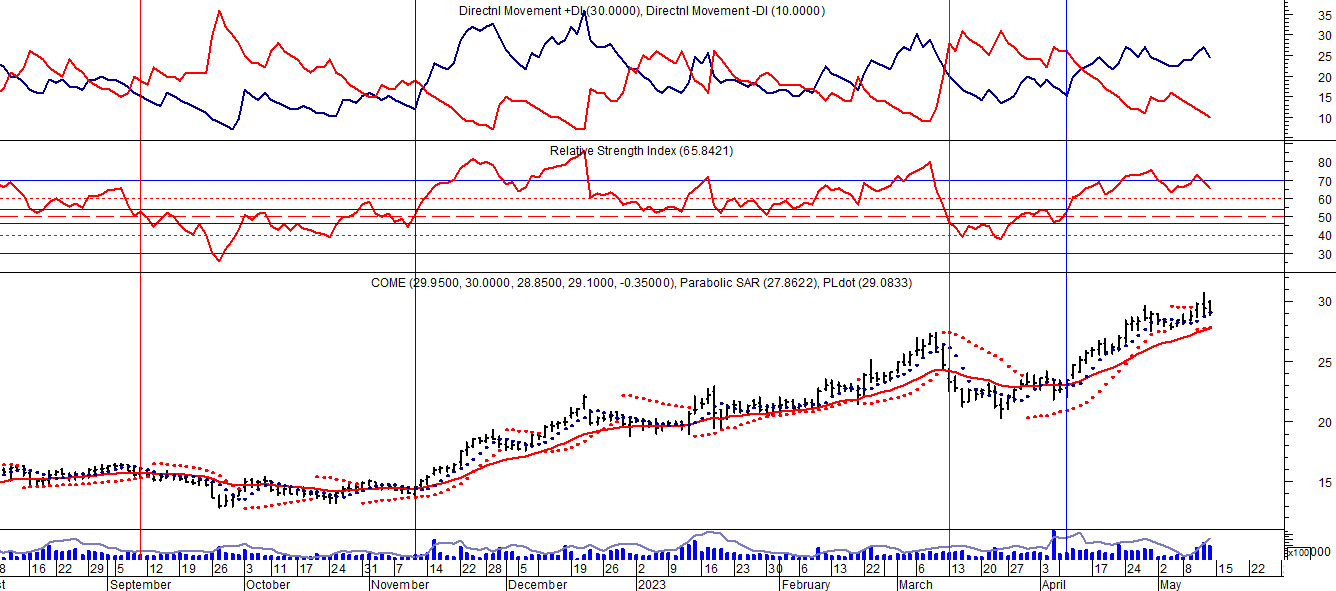 Directnl Movement +DI (30.0000), Directnl Movement -DI (10.0000)
35
30
25
20
15
10
Relative Strength Index (65.8421)
80
70
60
50
40
30
COME (29.9500, 30.0000, 28.8500, 29.1000, -0.35000), Parabolic SAR (27.8622), PLdot (29.0833)
30
25
20
15
x100 000
8 16 22 29 5 12 19 26 3 11 17 24 31 7 14 22 28 5 12 19 26 2 9 16 23 30 6 13 22 6 13 20 27 3 17 24 2 8 15 22
st September October November December 2023 February March April May